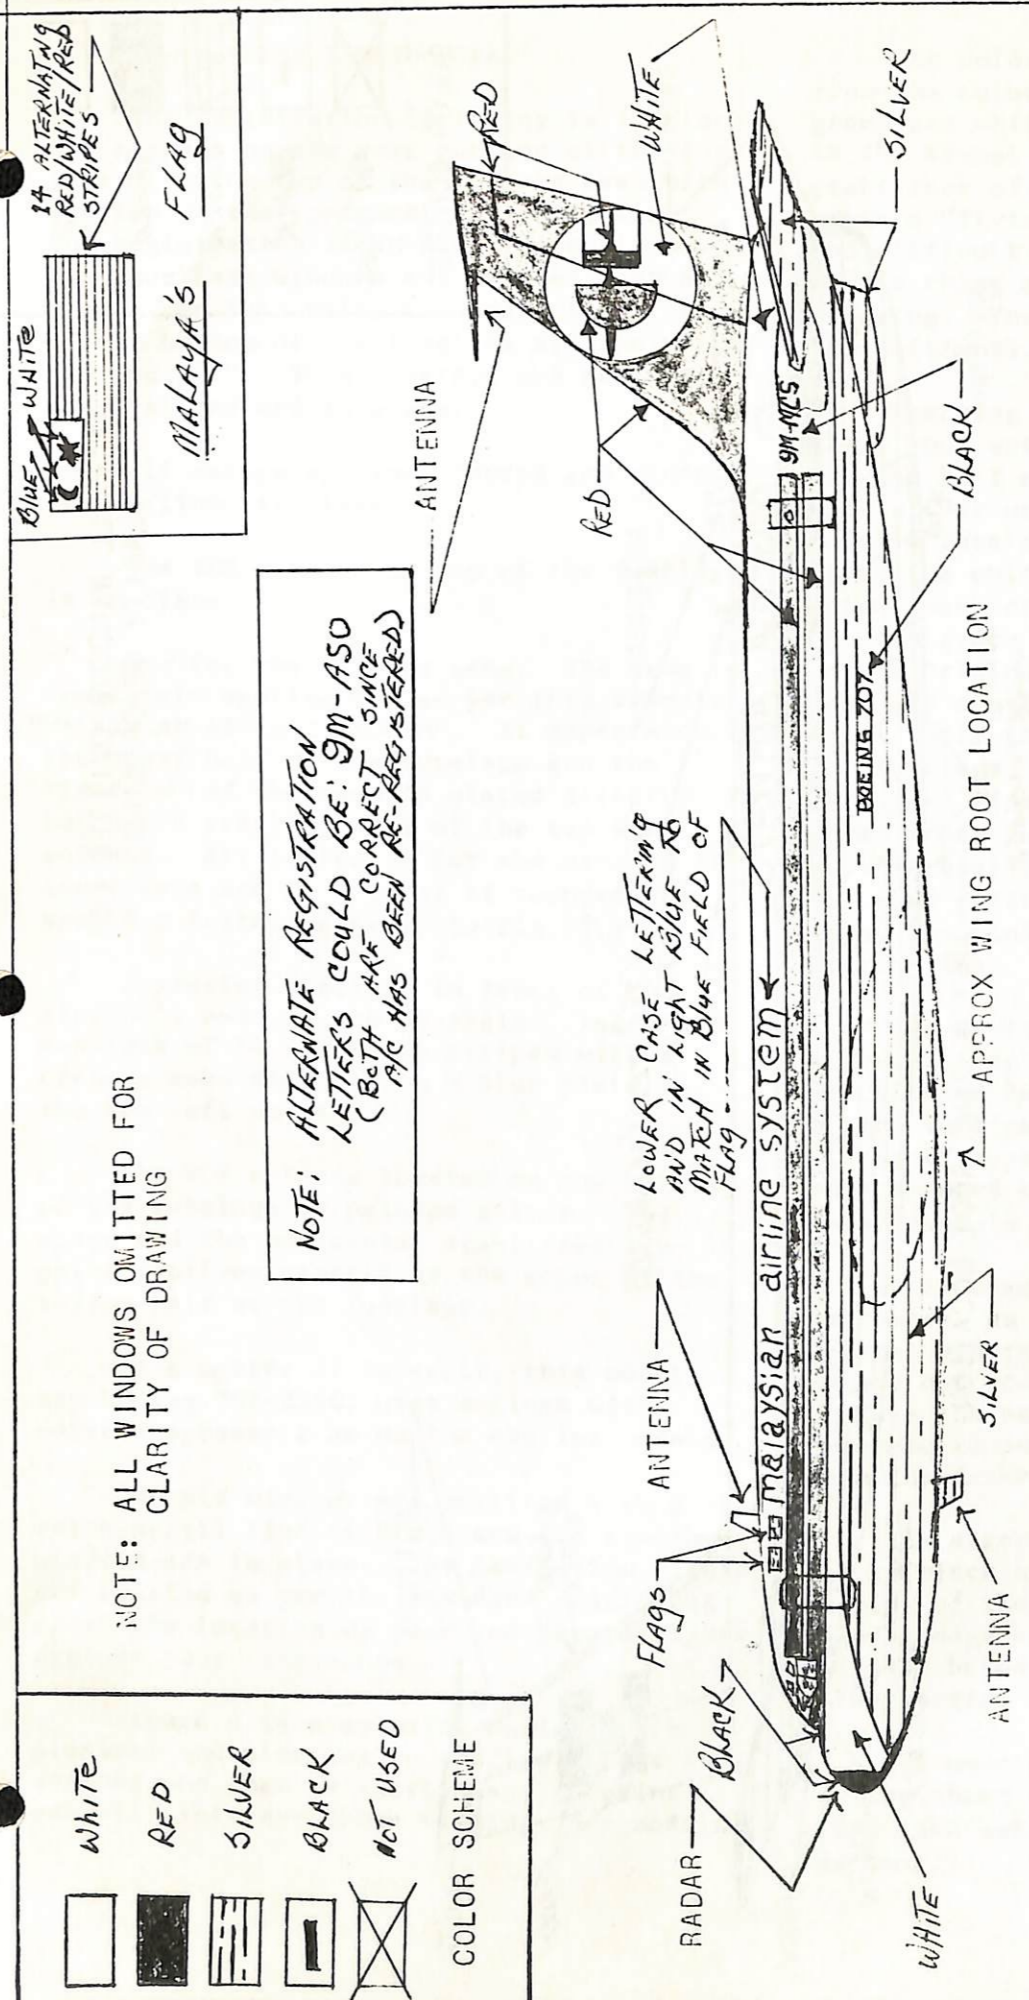 14 ALTERNATNG
RED/WHITE/RED
STRIPES
BLUE
WHITE
FLAG
MALAYA'S
NOTE: ALL WINDOWS OMITTED FOR
CLARITY OF DRAWING
NOTE: ALTERNATE REGISTRATION
LETTERS COULD BE: 9M-ASO
(BOTH ARE CORRECT SINCE
A/C HAS BEEN RE-REGISTERED)
WHITE
RED
SILVER
BLACK
NOT USED
COLOR SCHEME
ANTENNA
RED
WHITE
RED
SILVER
9M-MCS
BLACK
BOEING 707
LOWER CASE LETTERING
AND IN LIGHT BLUE TO
MATCH IN BLUE FIELD OF
FLAG
malaysian airline system
ANTENNA
FLAGS
BLACK
RADAR
WHITE
ANTENNA
SILVER
APPROX WING ROOT LOCATION